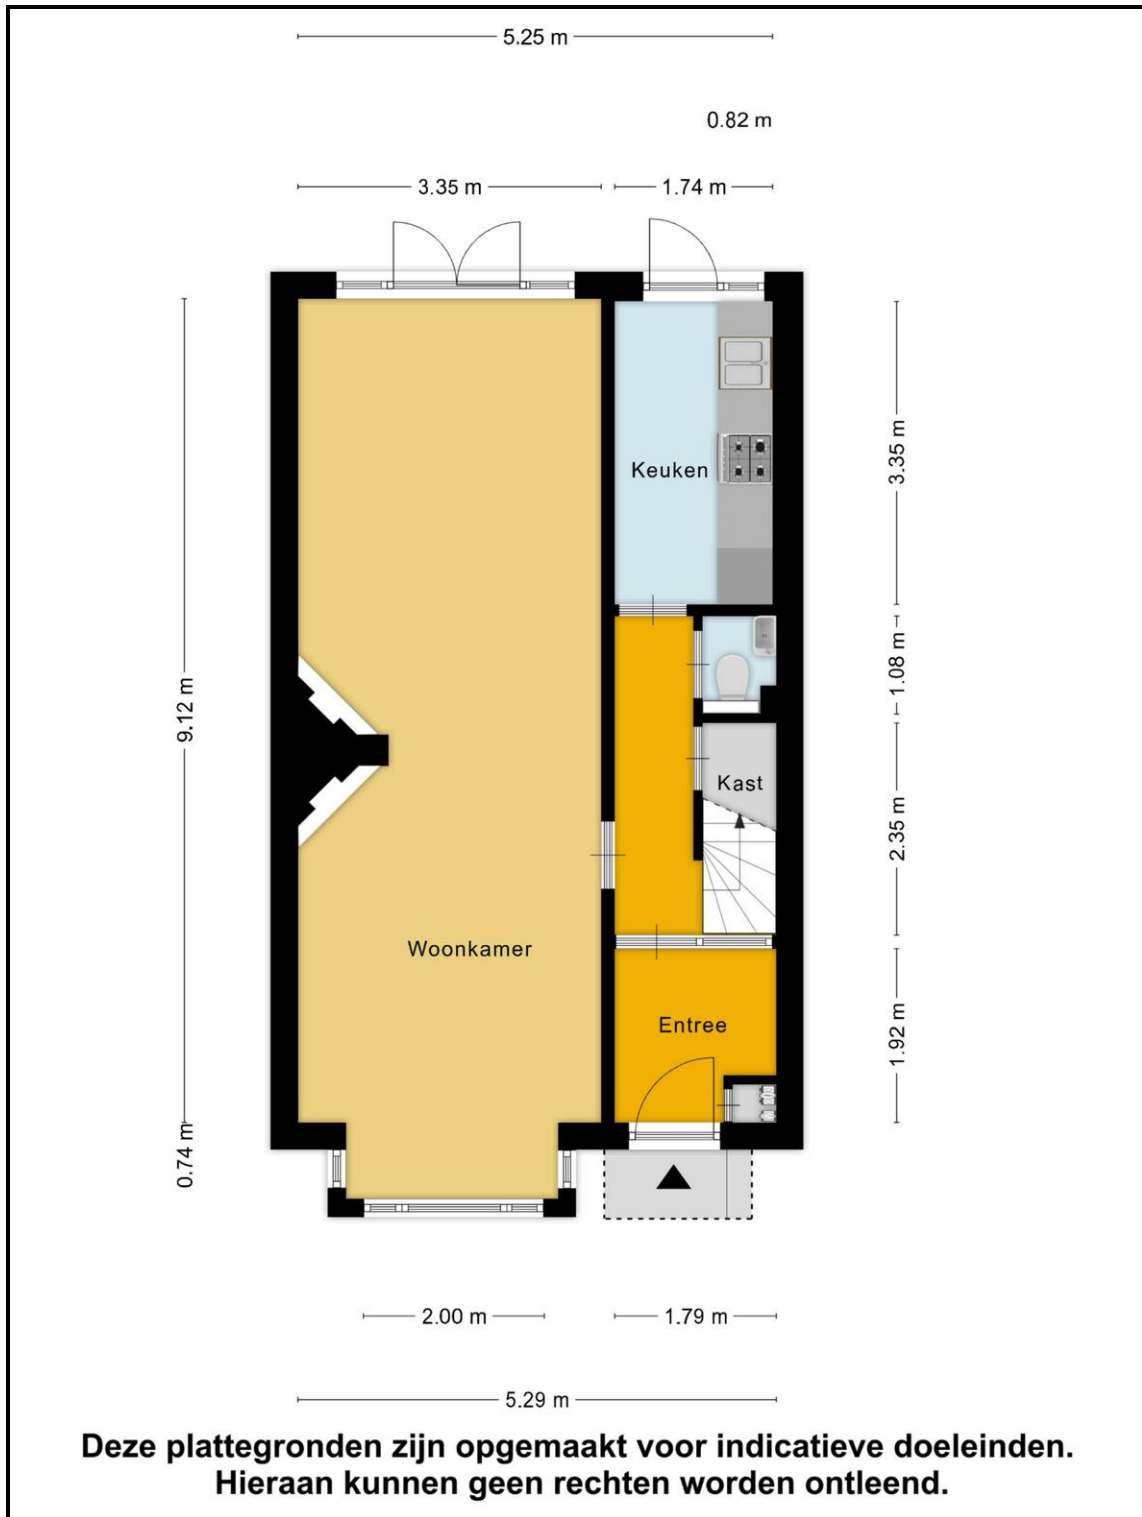 5.25 m
0.82 m
3.35 m
1.74 m
Keuken
3.35 m
1.08 m
9.12 m
Kast
2.35 m
Woonkamer
Entree
1.92 m
0.74 m
2.00 m
1.79 m
5.29 m
Deze plattegronden zijn opgemaakt voor indicatieve doeleinden.
Hieraan kunnen geen rechten worden ontleend.